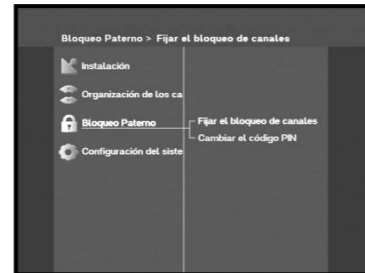 Bloqueo Paterno > Fijar el bloqueo de canales
Instalación
Organización de los ca
Bloqueo Paterno
Fijar el bloqueo de canales
Cambiar el código PIN
Configuración del siste